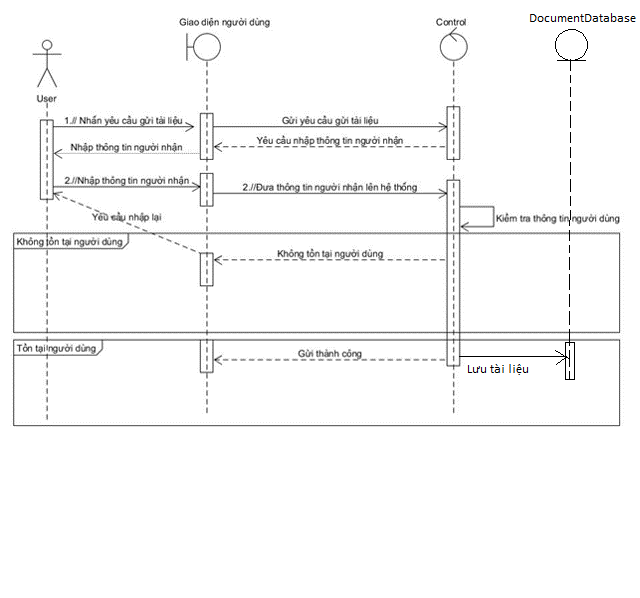 DocumentDatabase
Giao diện người dùng
Control
User
1.// Nhấn yêu cầu gửi tài liệu
Gửi yêu cầu gửi tài liệu
Yêu cầu nhập thông tin người nhận
Nhập thông tin người nhận
2.//Nhập thông tin người nhận
2.//Đưa thông tin người nhận lên hệ thống
Yêu cầu nhập lại
Kiểm tra thông tin người dùng
Không tồn tại người dùng
Không tồn tại người dùng
Tồn tại người dùng
Gửi thành công
Lưu tài liệu